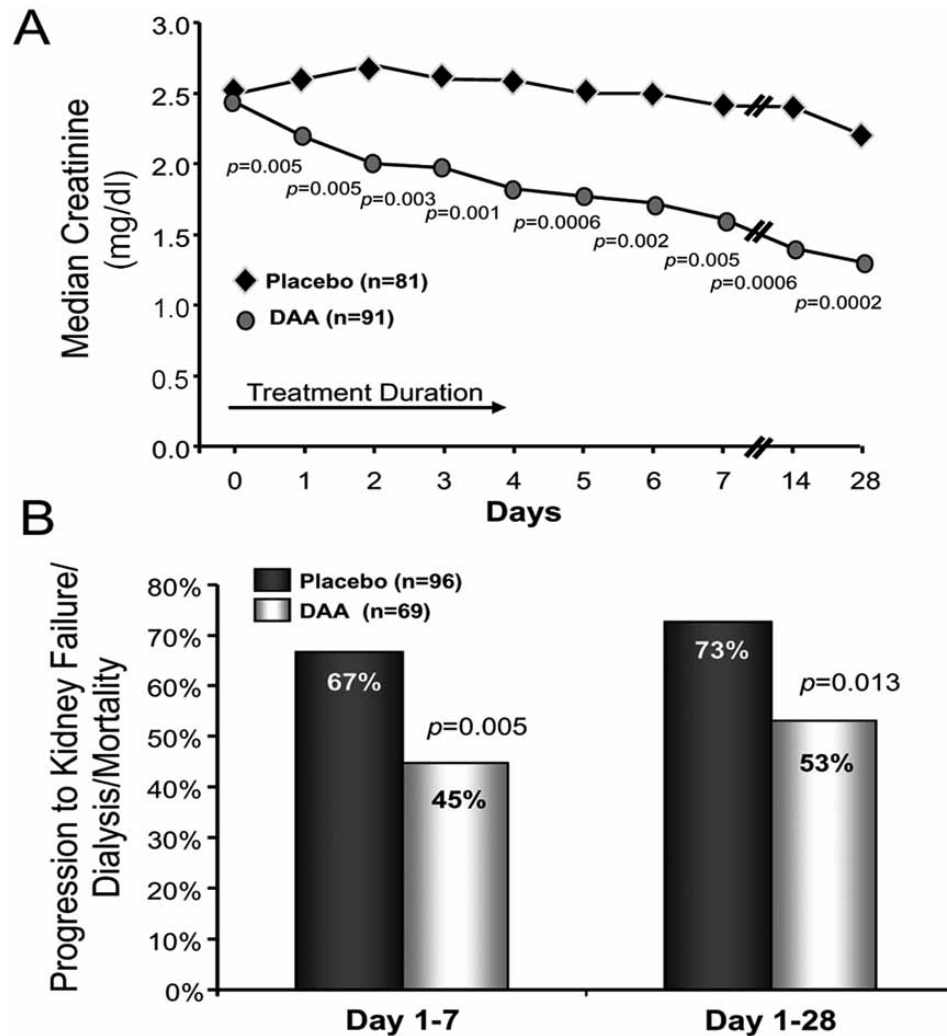 A
Median Creatinine
(mg/dl)
3.0
2.5
2.0
1.5
1.0
0.5
0.0
p=0.005
p=0.005
p=0.003
p=0.001
p=0.0006
p=0.002
p=0.005
p=0.0006
p=0.0002
Placebo (n=81)
DAA (n=91)
Treatment Duration
0 1 2 3 4 5 6 7 14 28
Days
B
Progression to Kidney Failure/
Dialysis/Mortality
80%
70%
60%
50%
40%
30%
20%
10%
0%
Placebo (n=96)
DAA (n=69)
67%
p=0.005
45%
73%
p=0.013
53%
Day 1-7 Day 1-28